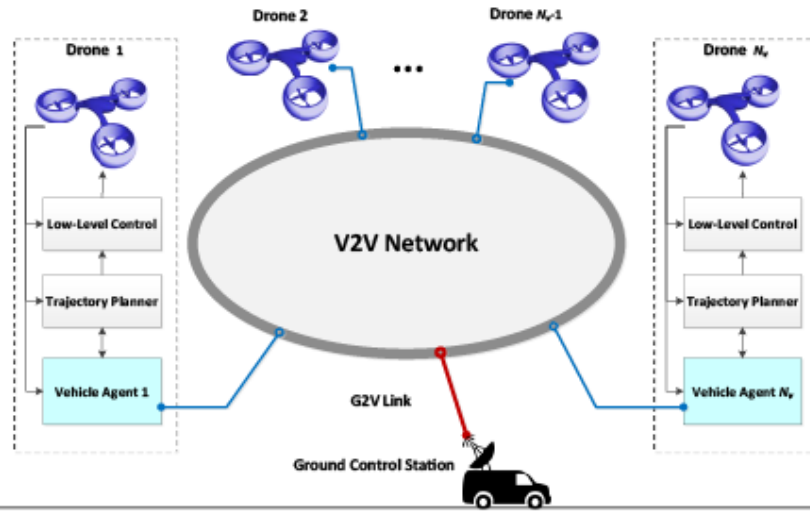 Drone 2
Drone Nᵥ-1
Drone 1
Drone Nᵥ
...
Low-Level Control
Low-Level Control
V2V Network
Trajectory Planner
Trajectory Planner
Vehicle Agent 1
Vehicle Agent Nᵥ
G2V Link
Ground Control Station